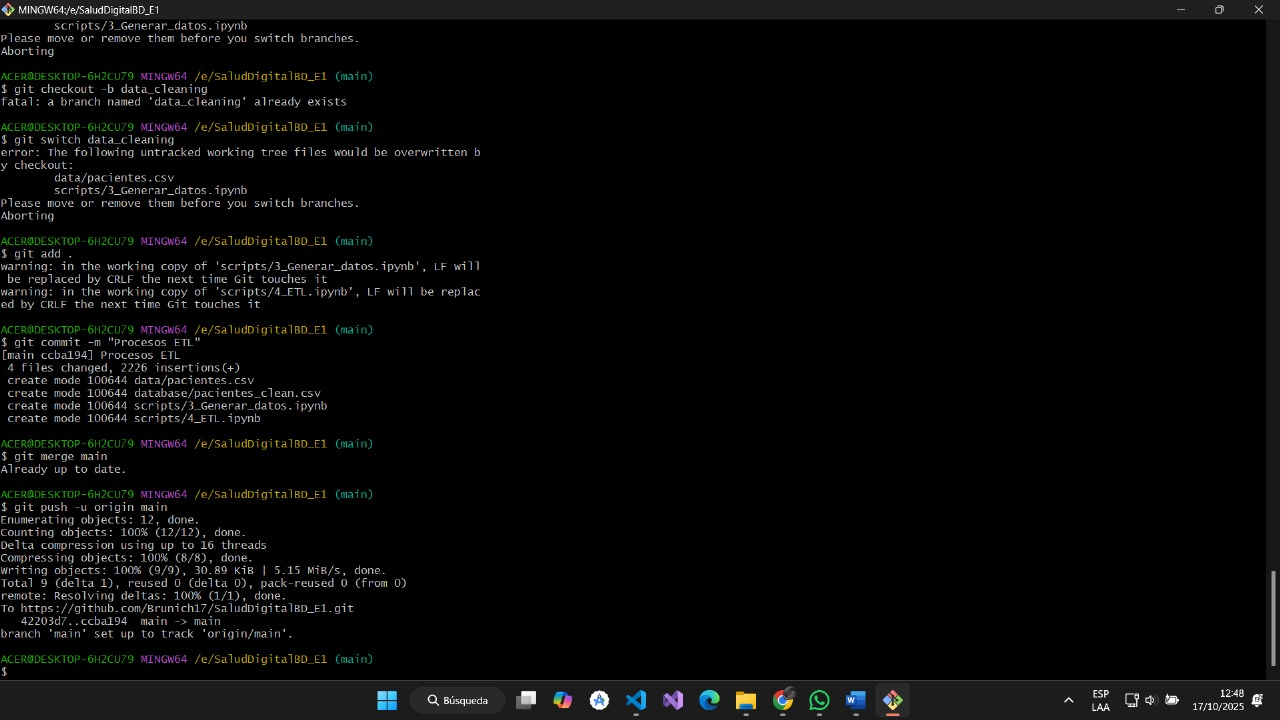 MINGW64:/e/SaludDigitalBD_E1
scripts/3_Generar_datos.ipynb
Please move or remove them before you switch branches.
Aborting
ACER@DESKTOP-6H2CU79 MINGW64 /e/SaludDigitalBD_E1 (main)
$ git checkout -b data_cleaning
fatal: a branch named 'data_cleaning' already exists
ACER@DESKTOP-6H2CU79 MINGW64 /e/SaludDigitalBD_E1 (main)
$ git switch data_cleaning
error: The following untracked working tree files would be overwritten b
y checkout:
data/pacientes.csv
scripts/3_Generar_datos.ipynb
Please move or remove them before you switch branches.
Aborting
ACER@DESKTOP-6H2CU79 MINGW64 /e/SaludDigitalBD_E1 (main)
$ git add .
warning: in the working copy of 'scripts/3_Generar_datos.ipynb', LF will
be replaced by CRLF the next time Git touches it
warning: in the working copy of 'scripts/4_ETL.ipynb', LF will be replac
ed by CRLF the next time Git touches it
ACER@DESKTOP-6H2CU79 MINGW64 /e/SaludDigitalBD_E1 (main)
$ git commit -m "Procesos ETL"
[main ccba194] Procesos ETL
4 files changed, 2226 insertions(+)
create mode 100644 data/pacientes.csv
create mode 100644 database/pacientes_clean.csv
create mode 100644 scripts/3_Generar_datos.ipynb
create mode 100644 scripts/4_ETL.ipynb
ACER@DESKTOP-6H2CU79 MINGW64 /e/SaludDigitalBD_E1 (main)
$ git merge main
Already up to date.
ACER@DESKTOP-6H2CU79 MINGW64 /e/SaludDigitalBD_E1 (main)
$ git push -u origin main
Enumerating objects: 12, done.
Counting objects: 100% (12/12), done.
Delta compression using up to 16 threads
Compressing objects: 100% (8/8), done.
Writing objects: 100% (9/9), 30.89 KiB | 5.15 MiB/s, done.
Total 9 (delta 1), reused 0 (delta 0), pack-reused 0 (from 0)
remote: Resolving deltas: 100% (1/1), done.
To https://github.com/Brunich17/SaludDigitalBD_E1.git
42203d7..ccba194  main -> main
branch 'main' set up to track 'origin/main'.
ACER@DESKTOP-6H2CU79 MINGW64 /e/SaludDigitalBD_E1 (main)
$
Búsqueda
ESP
LAA
12:48
17/10/2025